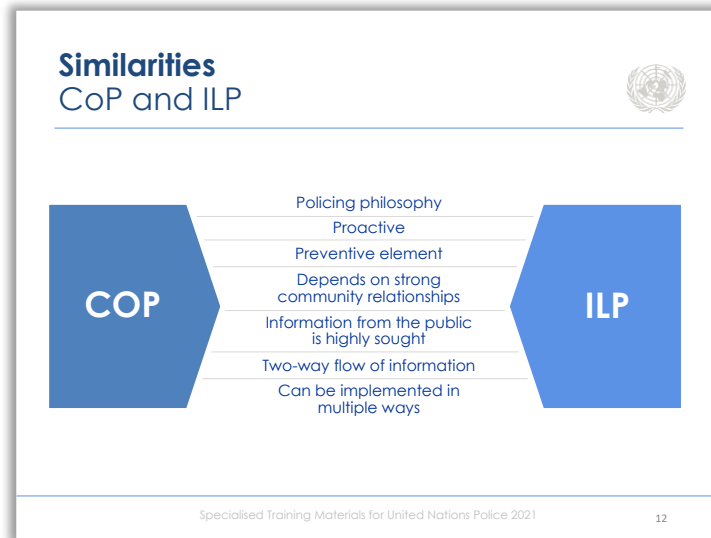 Similarities
CoP and ILP
Policing philosophy
Proactive
Preventive element
Depends on strong
community relationships
Information from the public
is highly sought
Two-way flow of information
Can be implemented in
multiple ways
COP
ILP
Specialised Training Materials for United Nations Police 2021
12